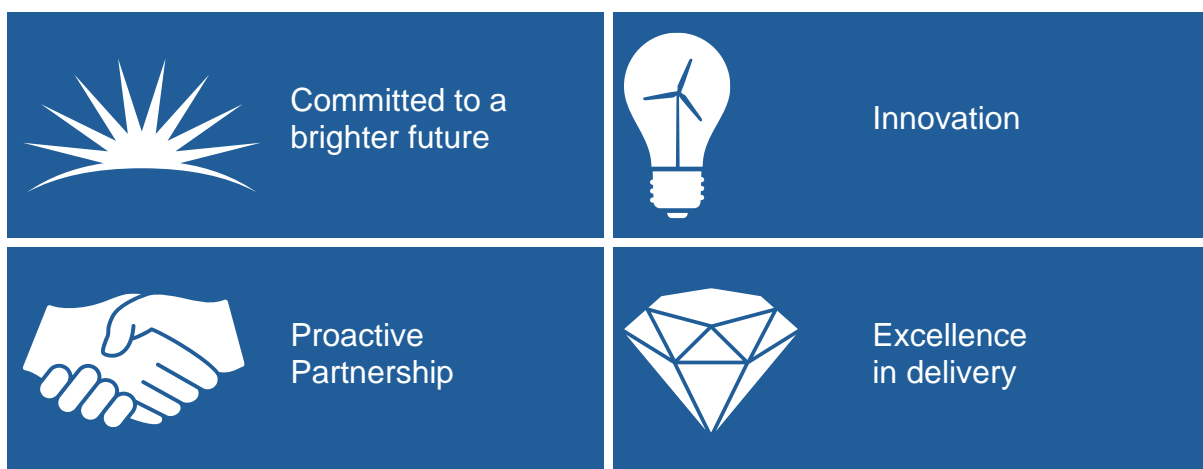 Committed to a
brighter future
Innovation
Proactive
Partnership
Excellence
in delivery